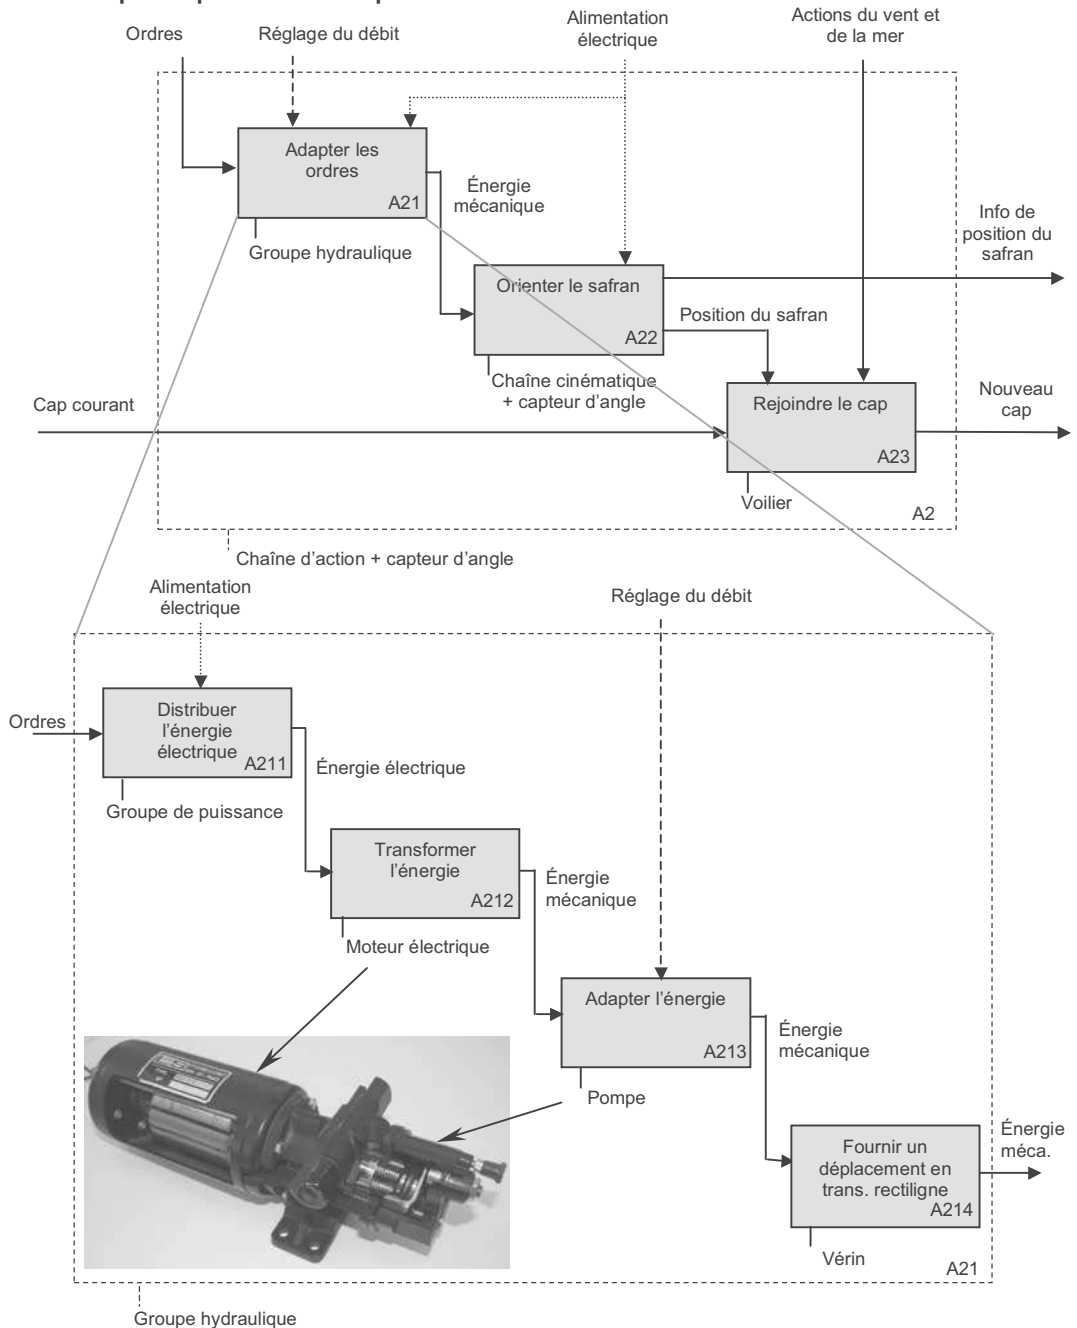 Ordres
Réglage du débit
Alimentation
électrique
Actions du vent et
de la mer
Adapter les
ordres
A21
Énergie
mécanique
Groupe hydraulique
Info de
position du
safran
Orienter le safran
A22
Position du safran
Chaîne cinématique
+ capteur d’angle
Cap courant
Rejoindre le cap
A23
Nouveau
cap
Voilier
A2
Chaîne d’action + capteur d’angle
Alimentation
électrique
Réglage du débit
Ordres
Distribuer
l’énergie
électrique
A211
Énergie électrique
Groupe de puissance
Transformer
l’énergie
A212
Énergie
mécanique
Moteur électrique
Adapter l’énergie
A213
Énergie
mécanique
Pompe
Fournir un
déplacement en
trans. rectiligne
A214
Énergie
méca.
Vérin
A21
Groupe hydraulique